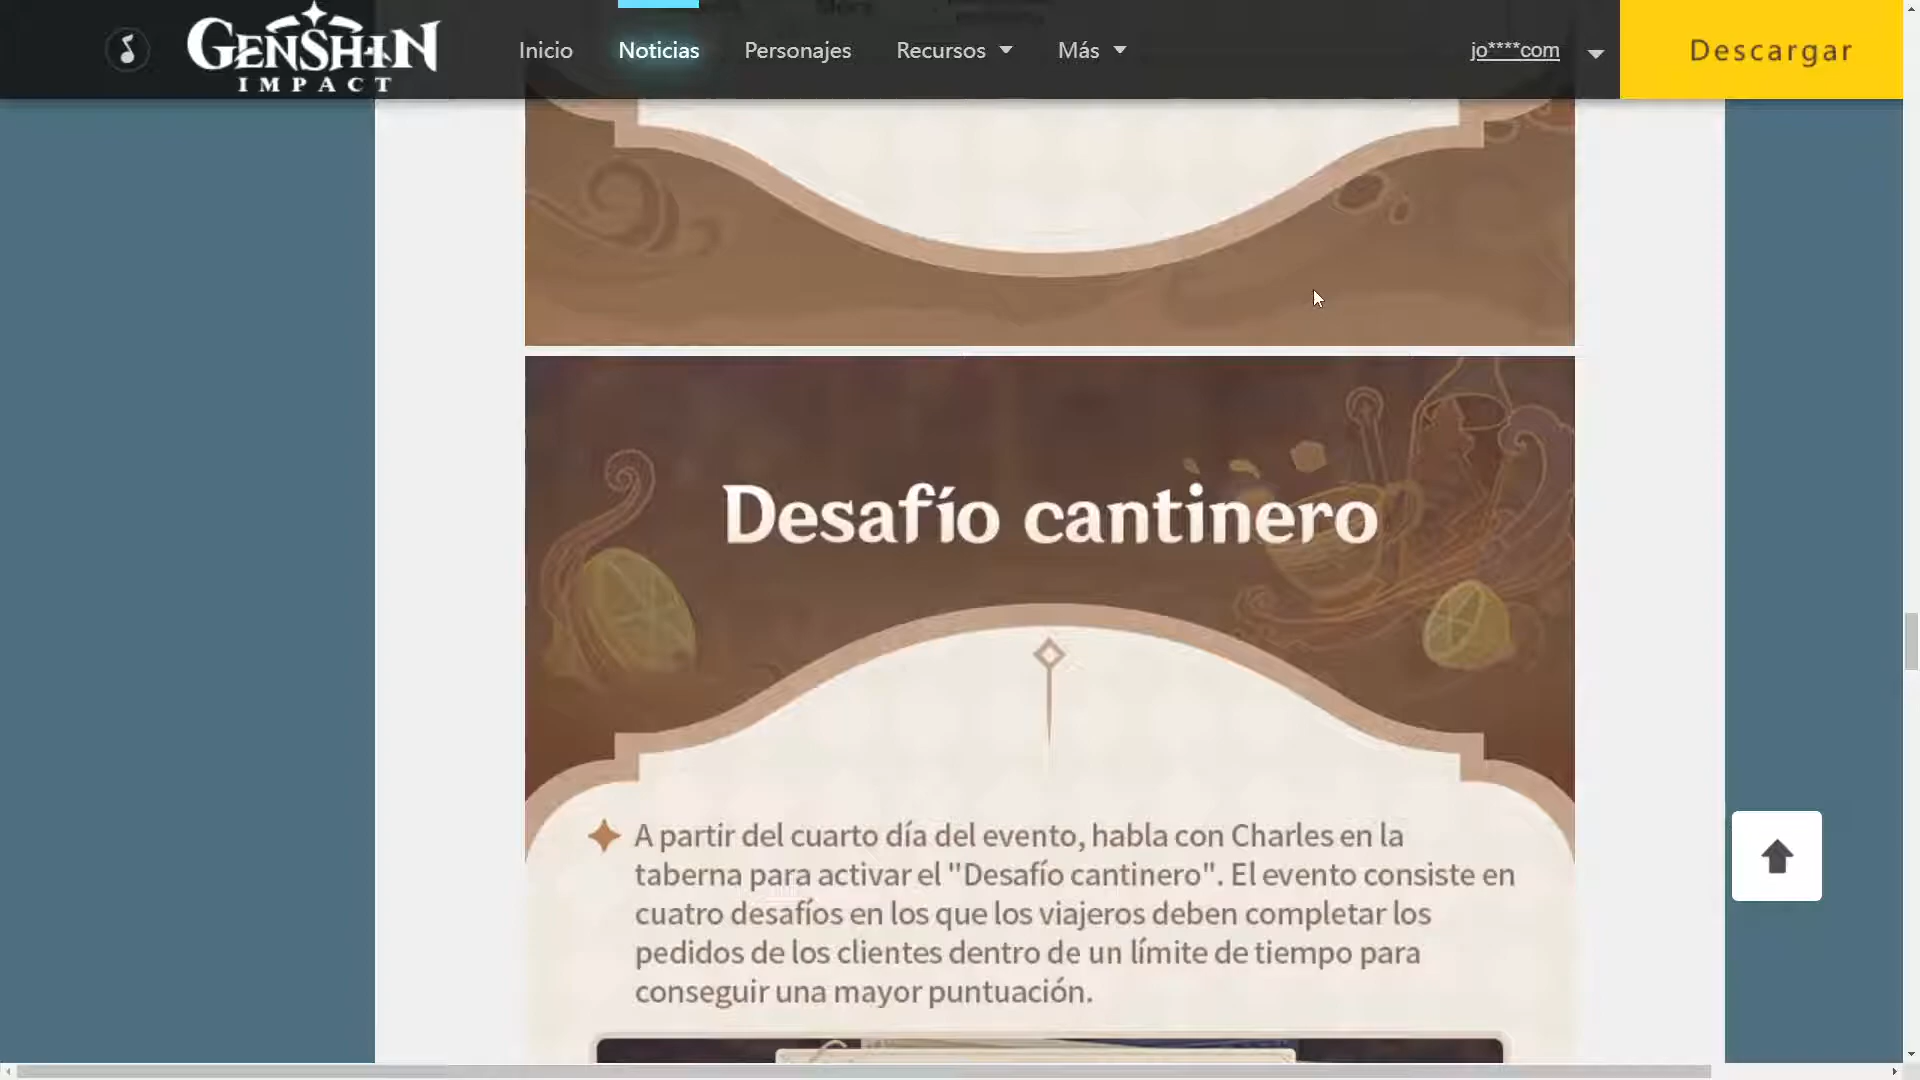 GENSHIN
IMPACT
Inicio
Noticias
Personajes
Recursos
Más
jo****com
Descargar
Desafío cantinero
A partir del cuarto día del evento, habla con Charles en la
taberna para activar el "Desafío cantinero". El evento consiste en
cuatro desafíos en los que los viajeros deben completar los
pedidos de los clientes dentro de un límite de tiempo para
conseguir una mayor puntuación.